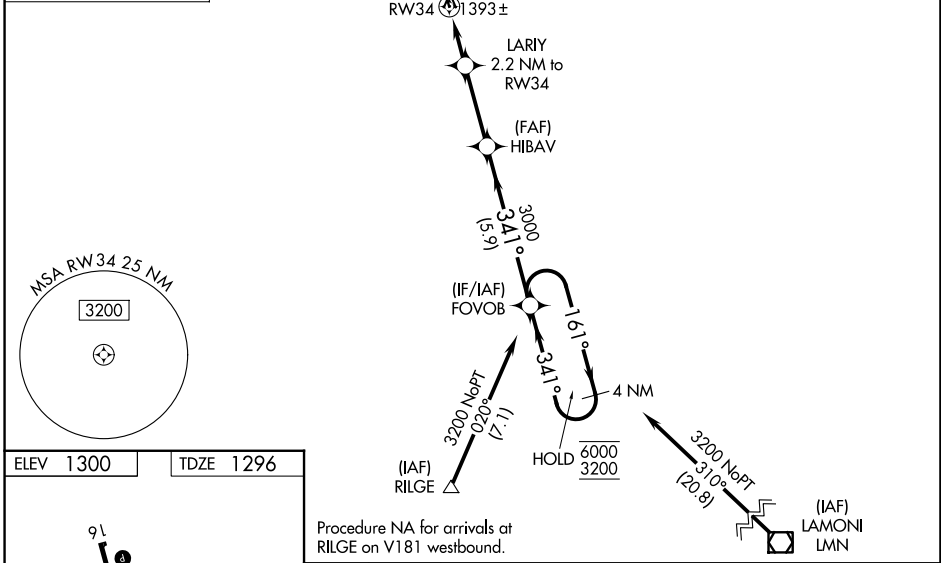 RW34 1393±
LARIY
2.2 NM to
RW34
(FAF)
HIBAV
3000
341°
(5.9)
MSA RW34 25 NM
3200
(IF/IAF)
FOVOB
161°
341°
4 NM
HOLD 6000
3200
3200 NoPT
020°
(7.1)
(IAF)
RILGE
3200 NoPT
310°
(20.8)
(IAF)
LAMONI
LMN
Procedure NA for arrivals at
RILGE on V181 westbound.
ELEV 1300
TDZE 1296
16
P